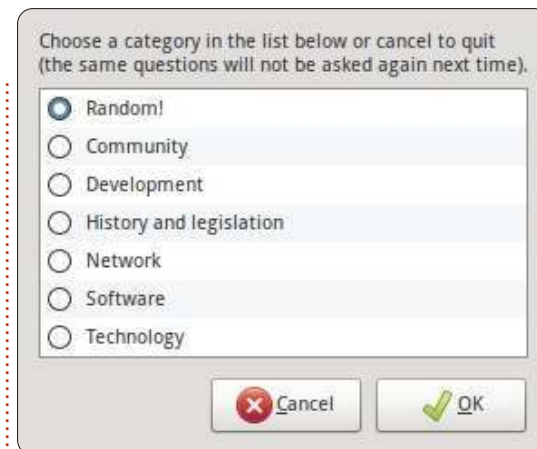 Choose a category in the list below or cancel to quit
(the same questions will not be asked again next time).
Random!
Community
Development
History and legislation
Network
Software
Technology
Cancel
OK